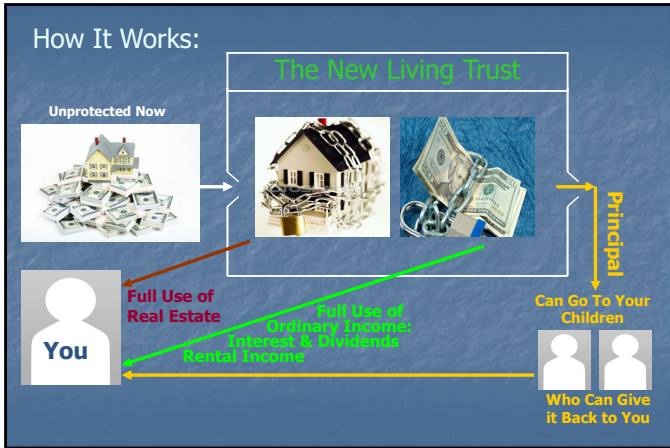 How It Works:
The New Living Trust
Unprotected Now
Principal
Full Use of
Real Estate
You
Full Use of
Ordinary Income:
Interest & Dividends
Rental Income
Can Go To Your
Children
Who Can Give
it Back to You